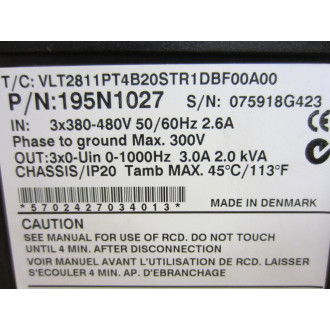 T/C: VLT2811PT4B20STR1DBF00A00
P/N:195N1027 S/N: 075918G423
IN: 3x380-480V 50/60Hz 2.6A
Phase to ground Max. 300V
OUT:3x0-Uin 0-1000Hz 3.0A 2.0 kVA
CHASSIS/IP20 Tamb MAX. 45°C/113°F
*5702427034013*
MADE IN DENMARK
CAUTION
SEE MANUAL FOR USE OF RCD. DO NOT TOUCH
UNTIL 4 MIN. AFTER DISCONNECTION
VOIR MANUEL AVANT L'UTILISATION DU RCD. LAISSER
S'ECOULER 4 MIN. AP. D'EBRANCHAGE